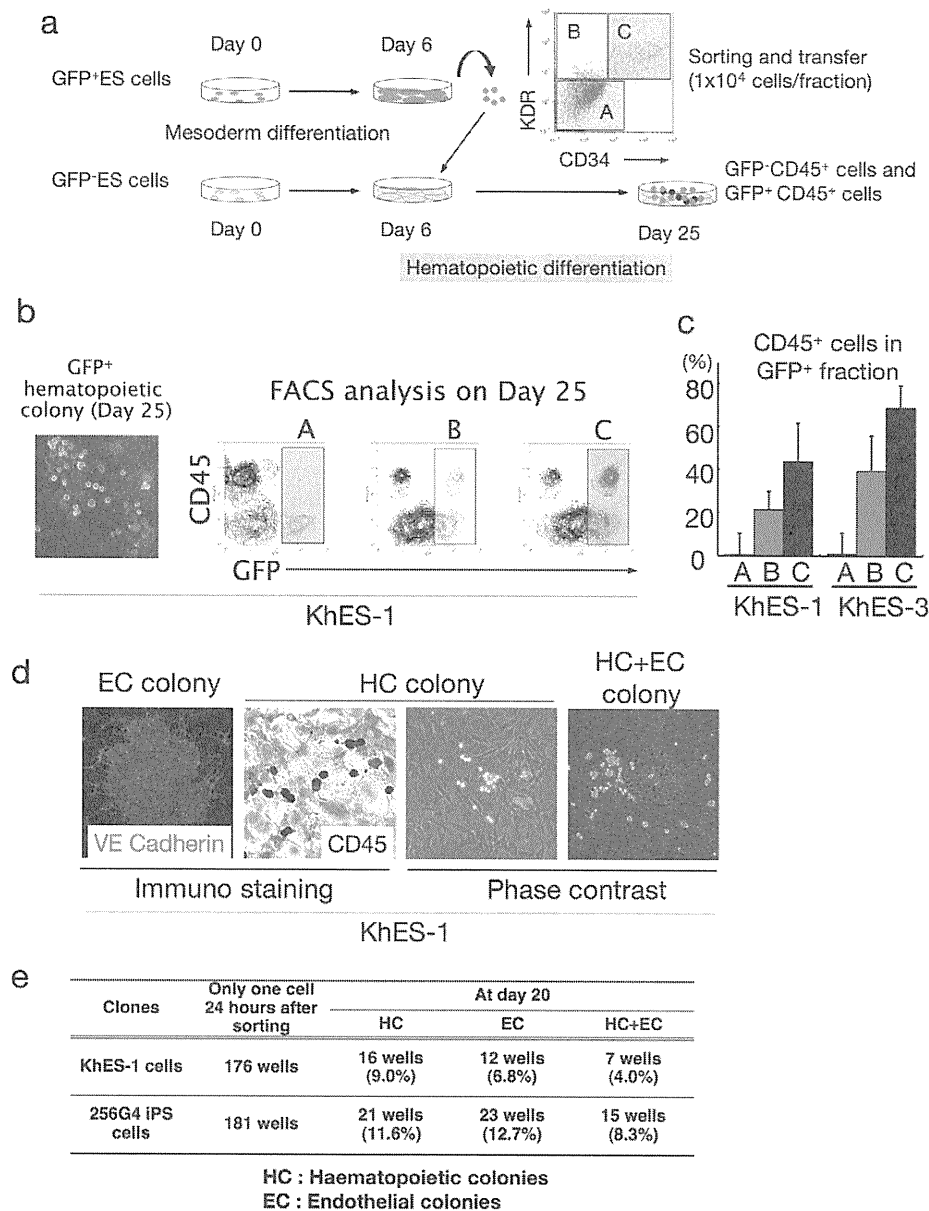 a
Day 0
Day 6
GFP⁺ES cells
B
C
A
KDR
CD34
Sorting and transfer
(1x10⁴ cells/fraction)
Mesoderm differentiation
GFP⁻ES cells
GFP⁻CD45⁺ cells and
GFP⁺ CD45⁺ cells
Day 0
Day 6
Day 25
Hematopoietic differentiation
b
GFP⁺
hematopoietic
colony (Day 25)
FACS analysis on Day 25
A
B
C
CD45
GFP
KhES-1
c
CD45⁺ cells in
GFP⁺ fraction
(%)
80
60
40
20
0
A B C
A B C
KhES-1
KhES-3
d
EC colony
HC colony
HC+EC
colony
VE Cadherin
CD45
Immuno staining
Phase contrast
KhES-1
e
Clones
Only one cell
24 hours after
sorting
At day 20
HC
EC
HC+EC
KhES-1 cells
176 wells
16 wells
(9.0%)
12 wells
(6.8%)
7 wells
(4.0%)
256G4 iPS
cells
181 wells
21 wells
(11.6%)
23 wells
(12.7%)
15 wells
(8.3%)
HC : Haematopoietic colonies
EC : Endothelial colonies